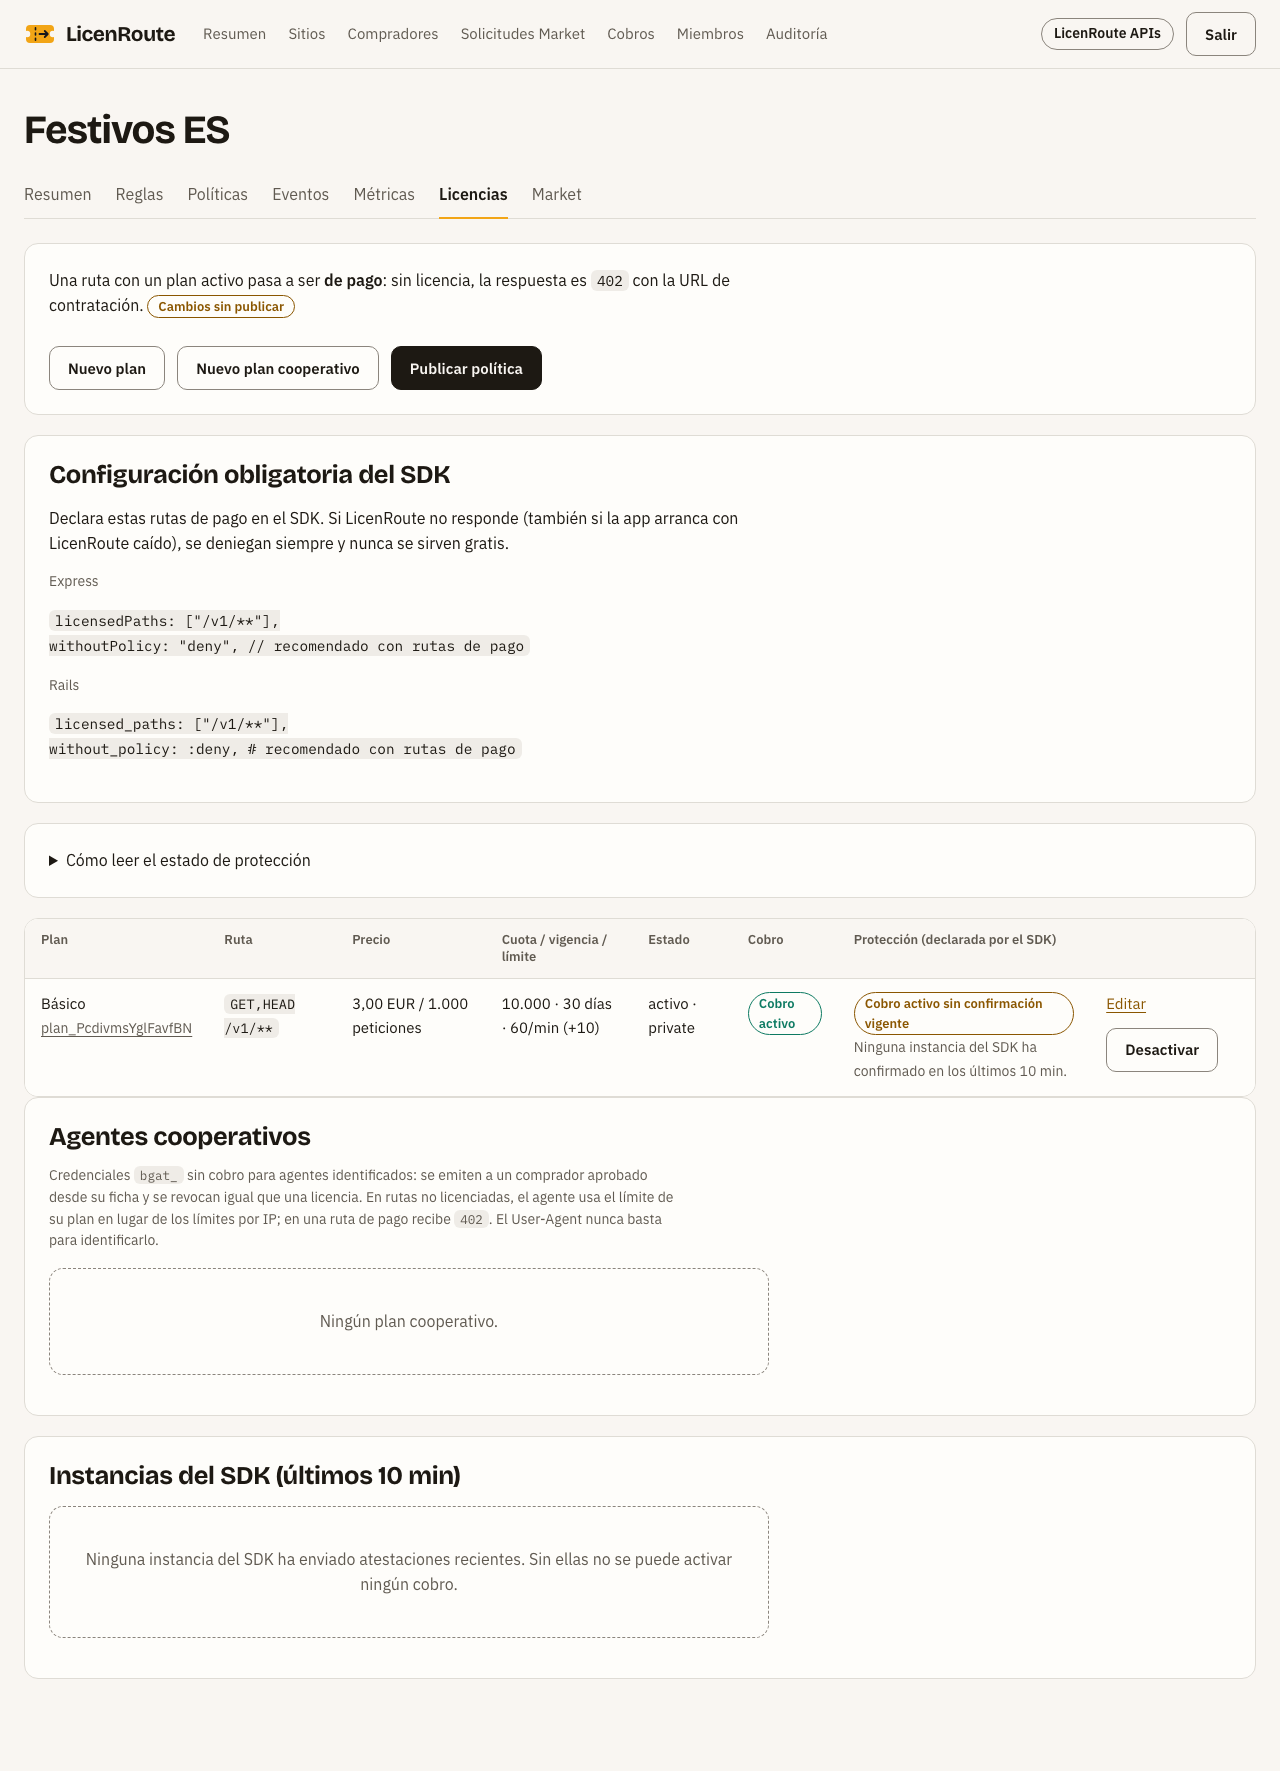 LicenRoute
Resumen Sitios Compradores Solicitudes Market Cobros Miembros Auditoría
LicenRoute APIs Salir
Festivos ES
Resumen Reglas Políticas Eventos Métricas Licencias Market
Una ruta con un plan activo pasa a ser de pago: sin licencia, la respuesta es 402 con la URL de
contratación. Cambios sin publicar
Nuevo plan Nuevo plan cooperativo Publicar política
Configuración obligatoria del SDK
Declara estas rutas de pago en el SDK. Si LicenRoute no responde (también si la app arranca con
LicenRoute caído), se deniegan siempre y nunca se sirven gratis.
Express
licensedPaths: ["/v1/**"],
withoutPolicy: "deny", // recomendado con rutas de pago
Rails
licensed_paths: ["/v1/**"],
without_policy: :deny, # recomendado con rutas de pago
Cómo leer el estado de protección
Plan Ruta Precio Cuota / vigencia / límite Estado Cobro Protección (declarada por el SDK)
Básico
plan_PcdivmsYglFavfBN
GET,HEAD
/v1/**
3,00 EUR / 1.000
peticiones
10.000 · 30 días
· 60/min (+10)
activo ·
private
Cobro
activo
Cobro activo sin confirmación
vigente
Ninguna instancia del SDK ha
confirmado en los últimos 10 min.
Editar
Desactivar
Agentes cooperativos
Credenciales bgat_ sin cobro para agentes identificados: se emiten a un comprador aprobado
desde su ficha y se revocan igual que una licencia. En rutas no licenciadas, el agente usa el límite de
su plan en lugar de los límites por IP; en una ruta de pago recibe 402. El User-Agent nunca basta
para identificarlo.
Ningún plan cooperativo.
Instancias del SDK (últimos 10 min)
Ninguna instancia del SDK ha enviado atestaciones recientes. Sin ellas no se puede activar
ningún cobro.